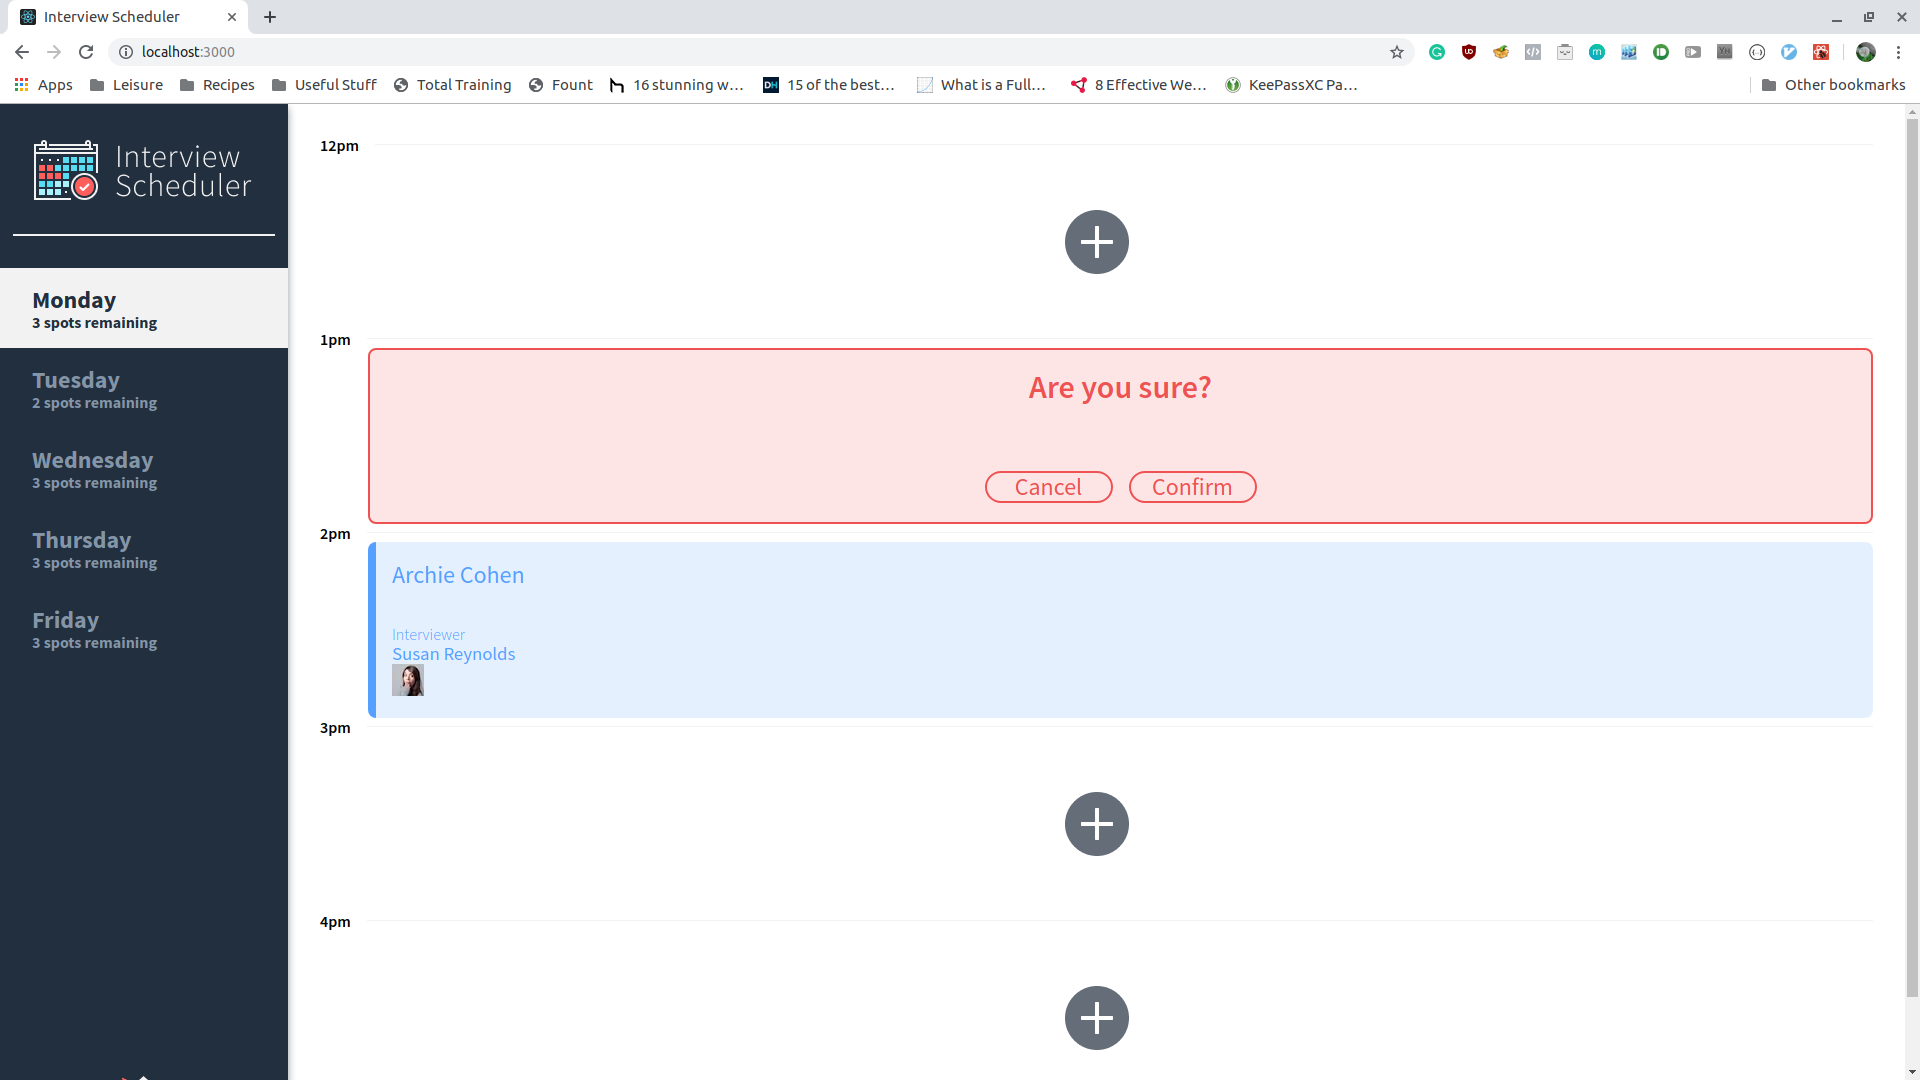 Interview Scheduler
localhost:3000
Apps
Leisure
Recipes
Useful Stuff
Total Training
Fount
16 stunning w...
DH
15 of the best...
What is a Full...
8 Effective We...
KeePassXC Pa...
Other bookmarks
Interview
Scheduler
Monday
3 spots remaining
Tuesday
2 spots remaining
Wednesday
3 spots remaining
Thursday
3 spots remaining
Friday
3 spots remaining
12pm
1pm
Are you sure?
Cancel
Confirm
2pm
Archie Cohen
Interviewer
Susan Reynolds
3pm
4pm